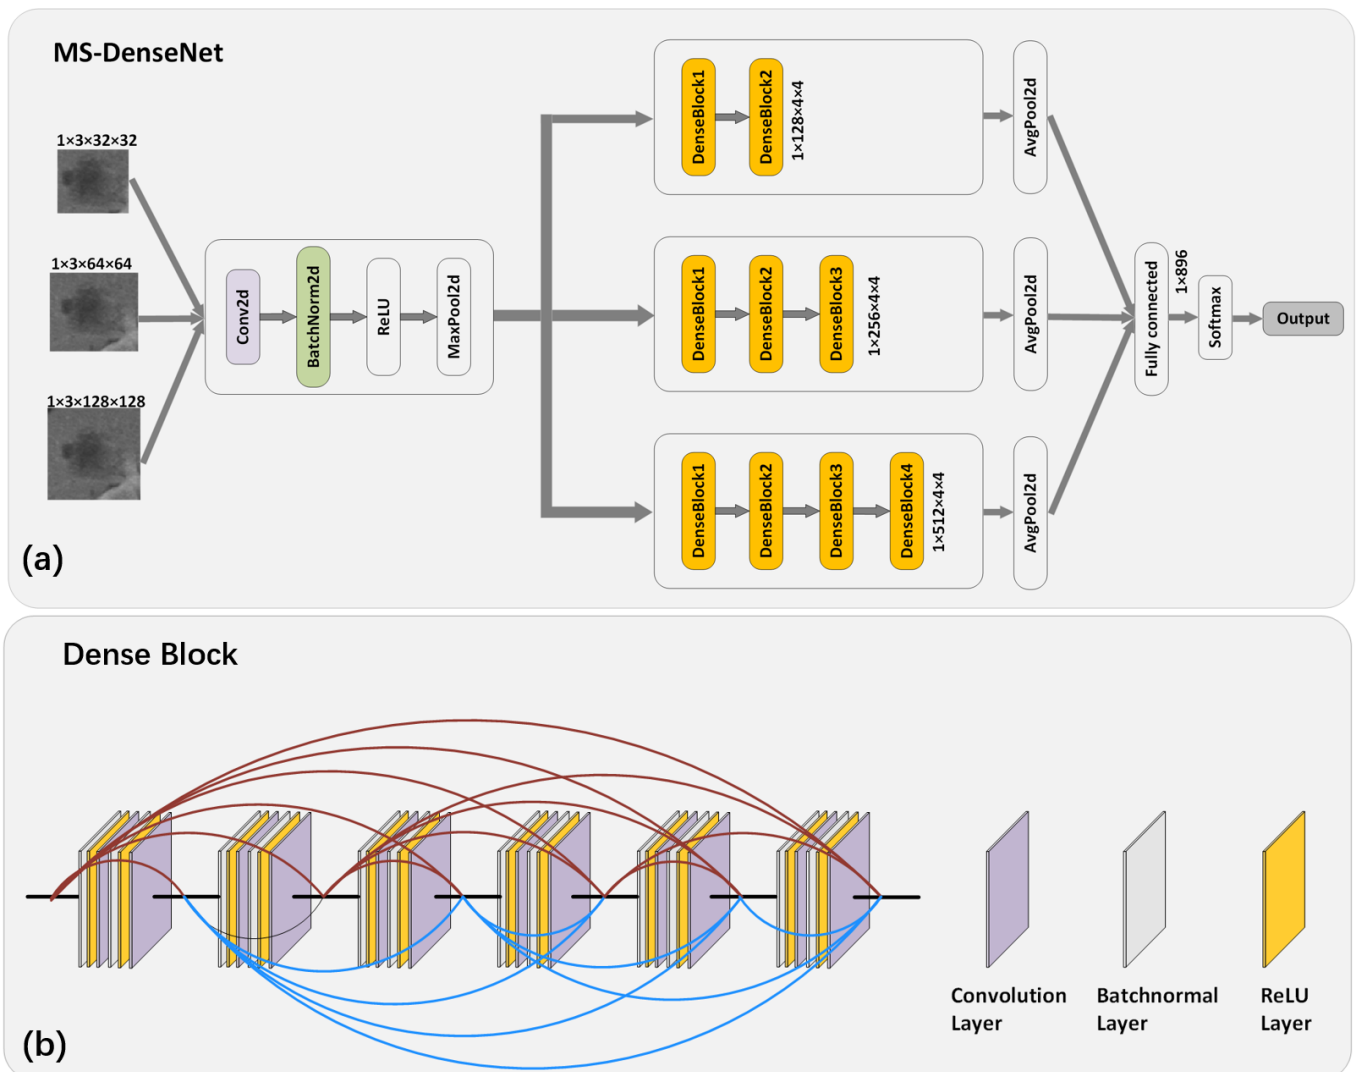 MS-DenseNet
1×3×32×32
1×3×64×64
1×3×128×128
Conv2d
BatchNorm2d
ReLU
MaxPool2d
DenseBlock1
DenseBlock2
1×128×4×4
AvgPool2d
DenseBlock1
DenseBlock2
DenseBlock3
1×256×4×4
AvgPool2d
DenseBlock1
DenseBlock2
DenseBlock3
DenseBlock4
1×512×4×4
AvgPool2d
Fully connected
1×896
Softmax
Output
(a)
Dense Block
Convolution
Layer
Batchnormal
Layer
ReLU
Layer
(b)